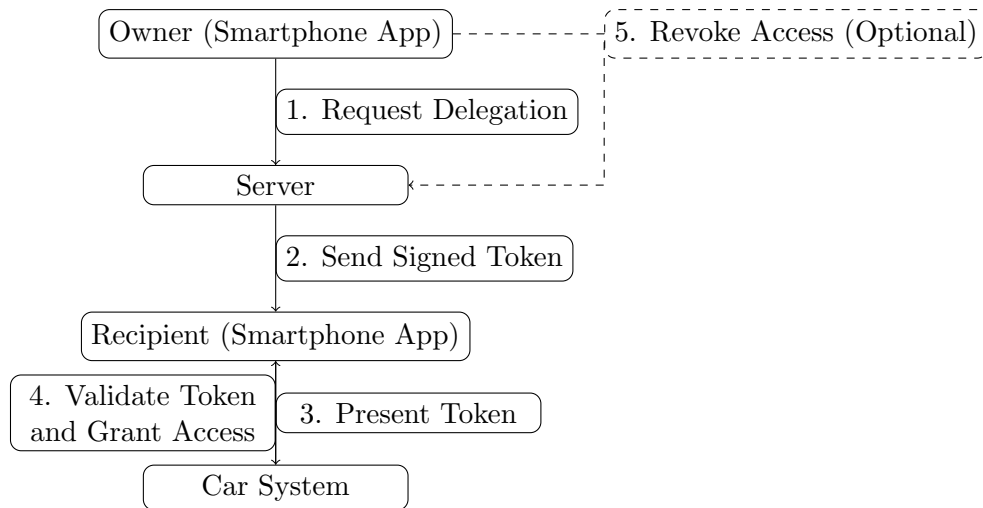 Owner (Smartphone App)
5. Revoke Access (Optional)
1. Request Delegation
Server
2. Send Signed Token
Recipient (Smartphone App)
4. Validate Token
and Grant Access
3. Present Token
Car System